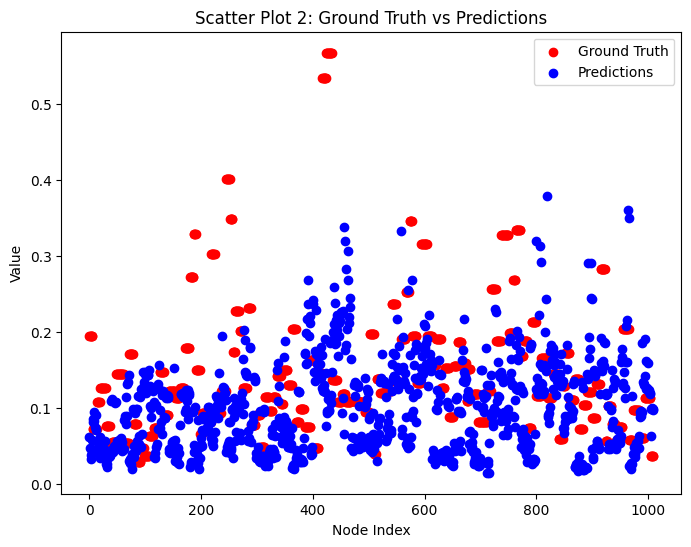 Scatter Plot 2: Ground Truth vs Predictions
Ground Truth
Predictions
Value
0.5
0.4
0.3
0.2
0.1
0.0
0 200 400 600 800 1000
Node Index